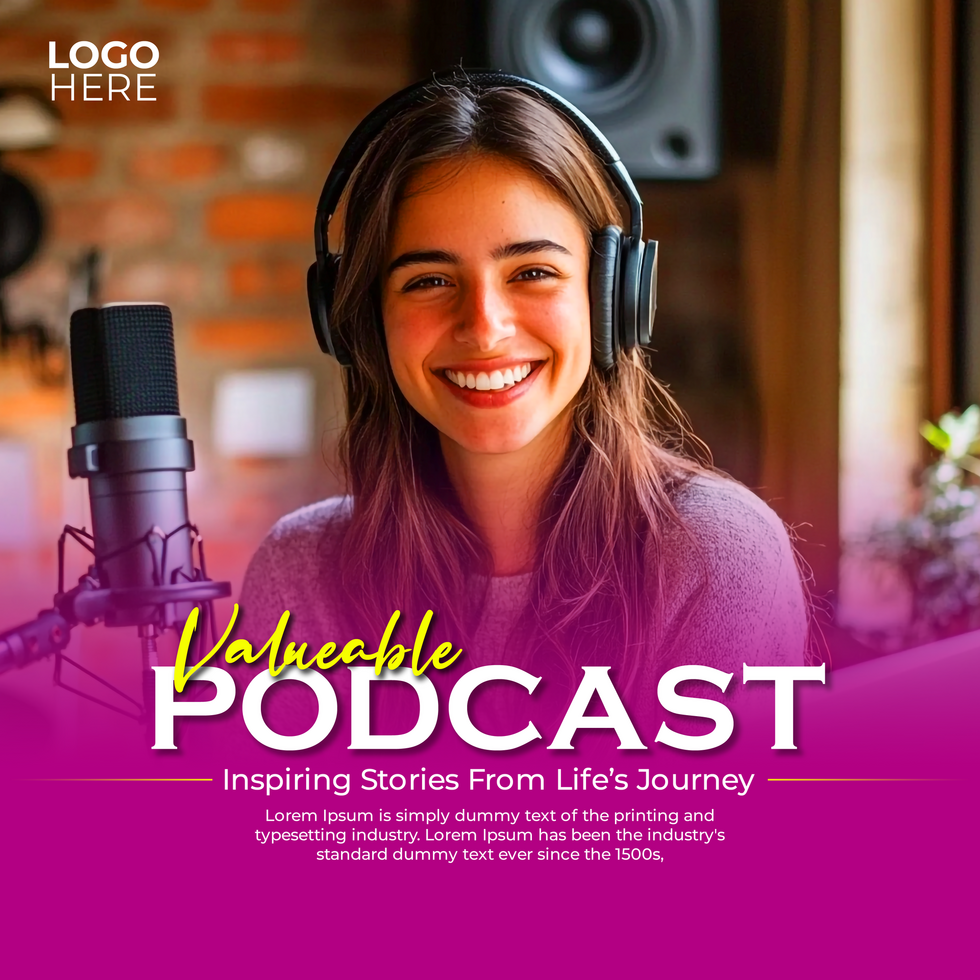 LOGO
HERE
Valueable
PODCAST
Inspiring Stories From Life’s Journey
Lorem Ipsum is simply dummy text of the printing and
typesetting industry. Lorem Ipsum has been the industry's
standard dummy text ever since the 1500s,